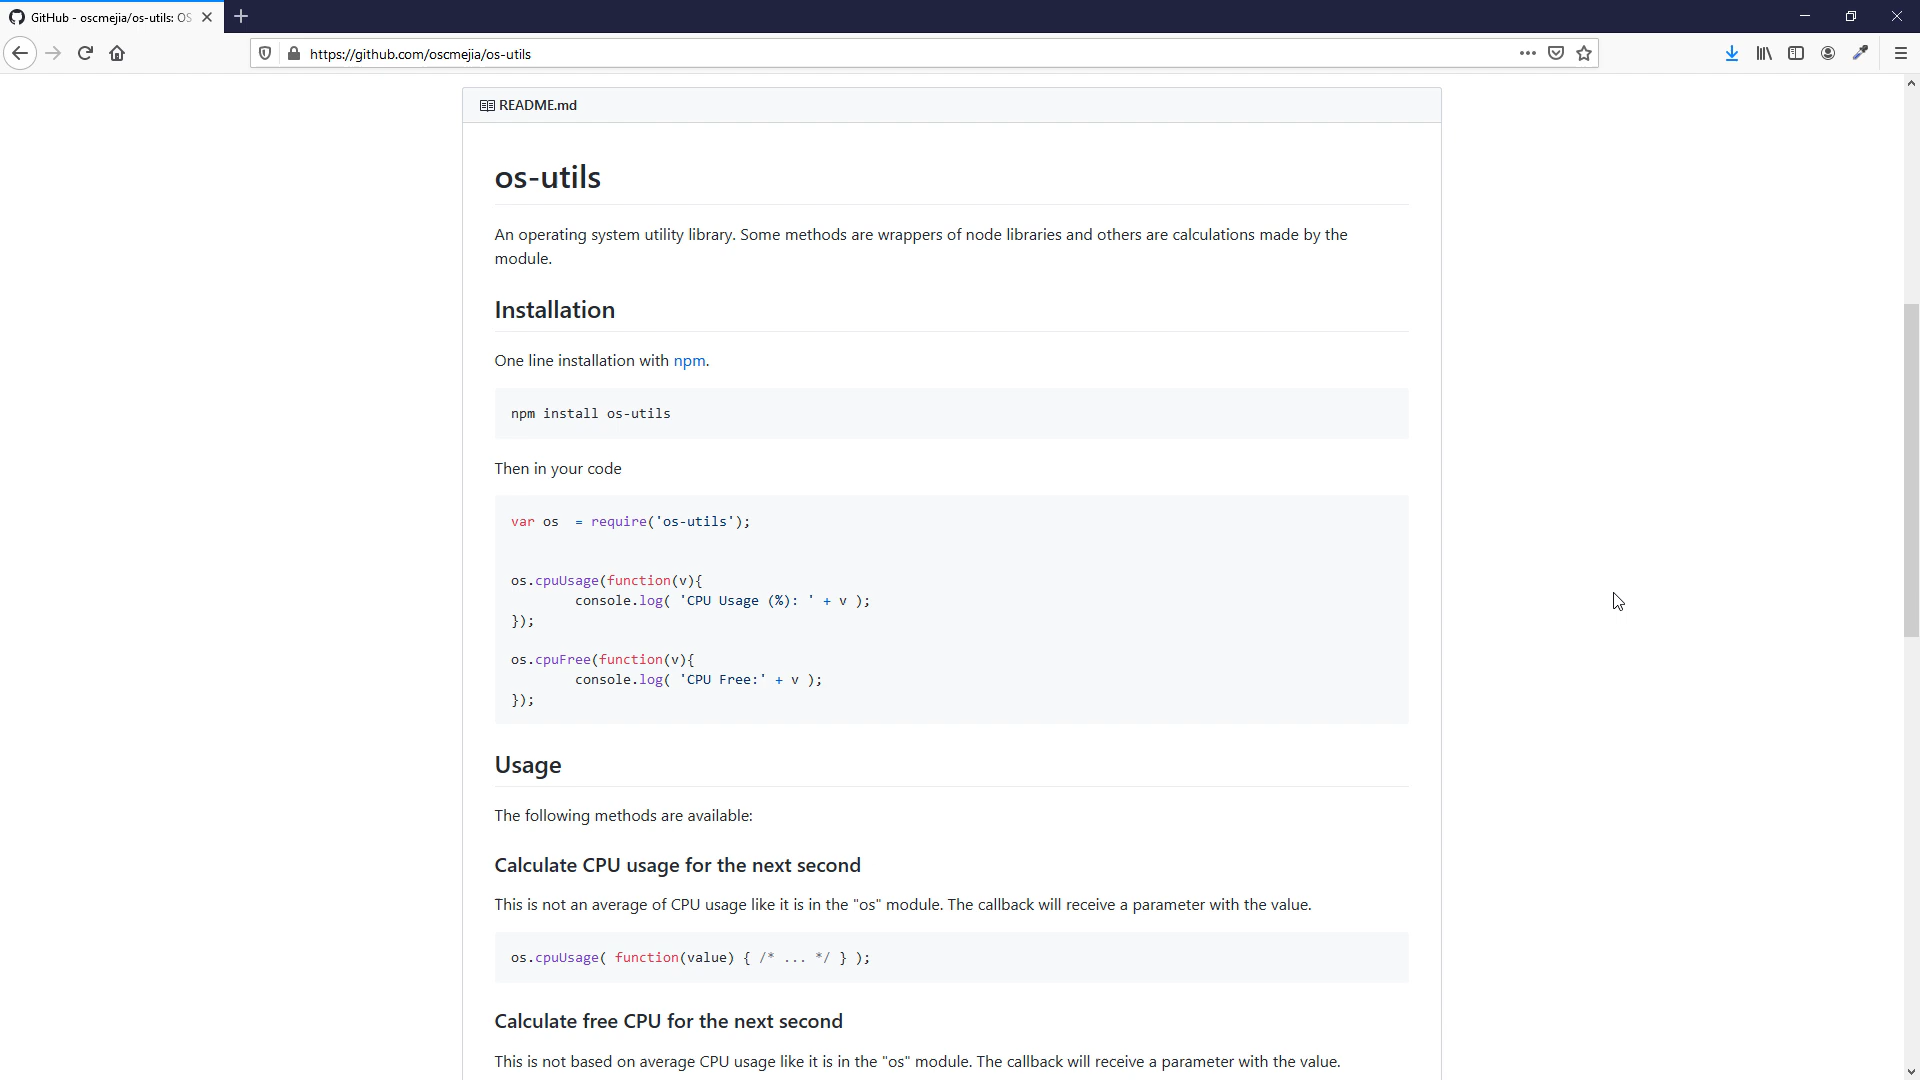 GitHub - oscmejia/os-utils: OS
https://github.com/oscmejia/os-utils
README.md
os-utils
An operating system utility library. Some methods are wrappers of node libraries and others are calculations made by the
module.
Installation
One line installation with npm.
npm install os-utils
Then in your code
var os  = require('os-utils');
os.cpuUsage(function(v){
        console.log( 'CPU Usage (%): ' + v );
});
os.cpuFree(function(v){
        console.log( 'CPU Free:' + v );
});
Usage
The following methods are available:
Calculate CPU usage for the next second
This is not an average of CPU usage like it is in the "os" module. The callback will receive a parameter with the value.
os.cpuUsage( function(value) { /* ... */ } );
Calculate free CPU for the next second
This is not based on average CPU usage like it is in the "os" module. The callback will receive a parameter with the value.